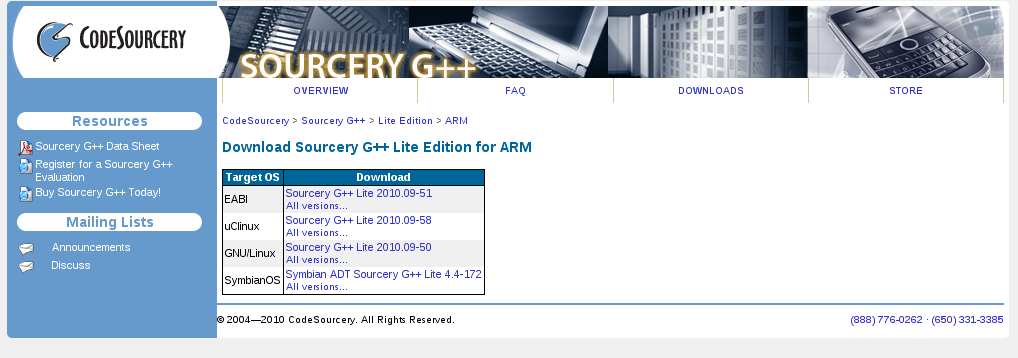 CODESOURCERY
SOURCERY G++
OVERVIEW
FAQ
DOWNLOADS
STORE
Resources
Sourcery G++ Data Sheet
Register for a Sourcery G++
Evaluation
Buy Sourcery G++ Today!
Mailing Lists
Announcements
Discuss
CodeSourcery > Sourcery G++ > Lite Edition > ARM
Download Sourcery G++ Lite Edition for ARM
Target OS Download
EABI Sourcery G++ Lite 2010.09-51
All versions...
uClinux Sourcery G++ Lite 2010.09-58
All versions...
GNU/Linux Sourcery G++ Lite 2010.09-50
All versions...
SymbianOS Symbian ADT Sourcery G++ Lite 4.4-172
All versions...
© 2004—2010 CodeSourcery. All Rights Reserved.
(888) 776-0262 · (650) 331-3385